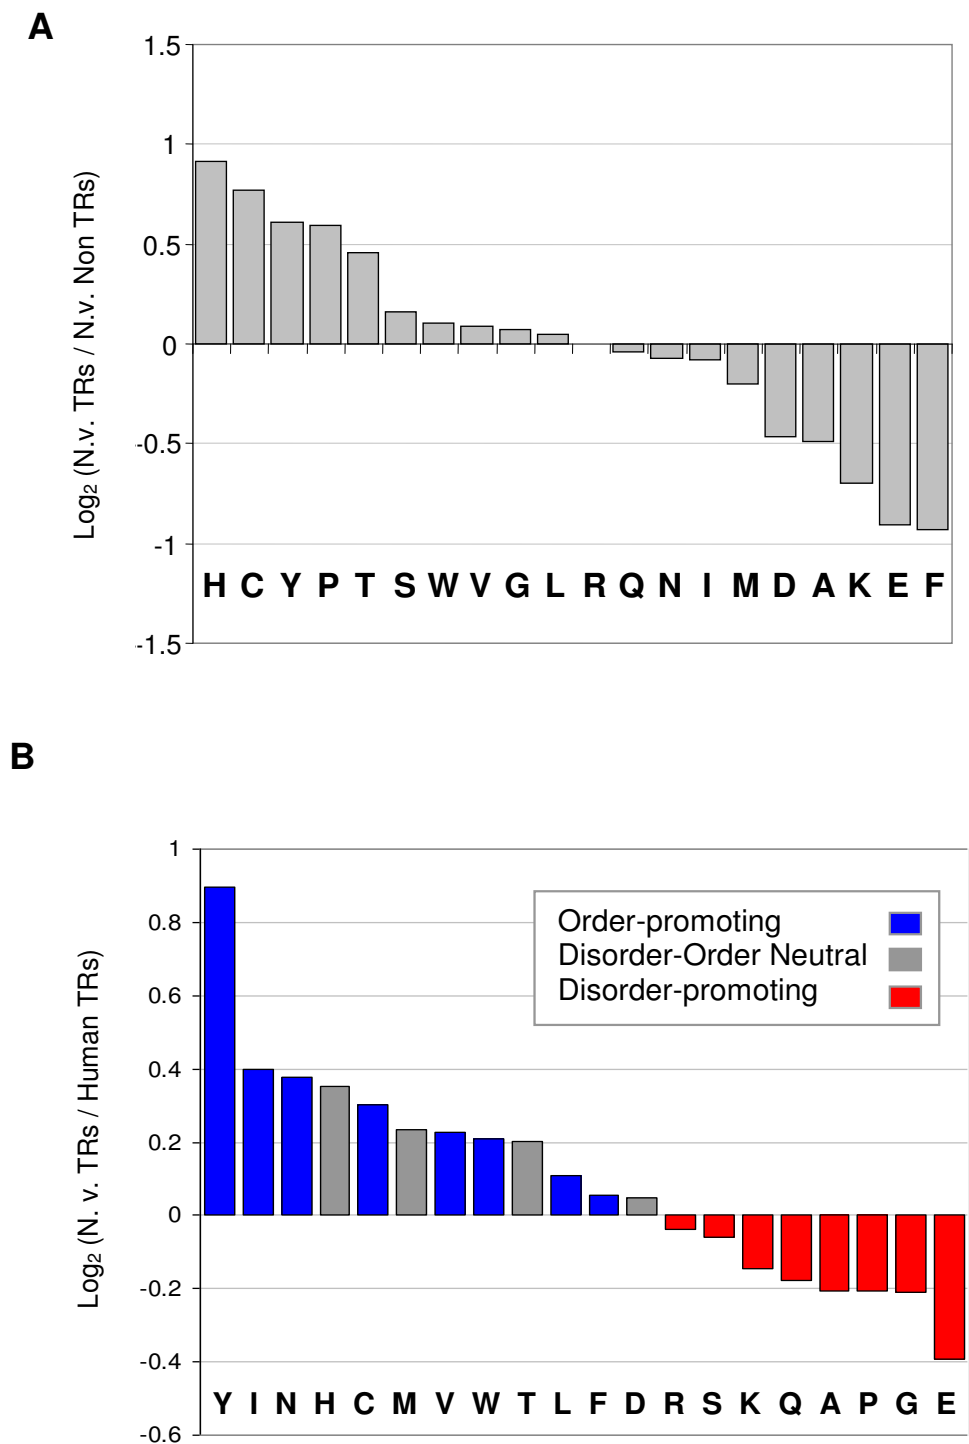 A
1.5
1
0.5
0
-0.5
-1
-1.5
Log2 (N.v. TRs / N.v. Non TRs)
H C Y P T S W V G L R Q N I M D A K E F
B
1
0.8
0.6
0.4
0.2
0
-0.2
-0.4
-0.6
Log2 (N. v. TRs / Human TRs)
Order-promoting
Disorder-Order Neutral
Disorder-promoting
Y I N H C M V W T L F D R S K Q A P G E